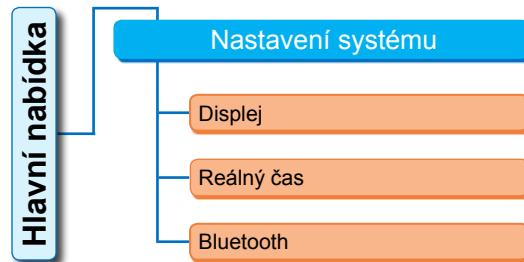 Hlavní nabídka
Nastavení systému
Displej
Reálný čas
Bluetooth